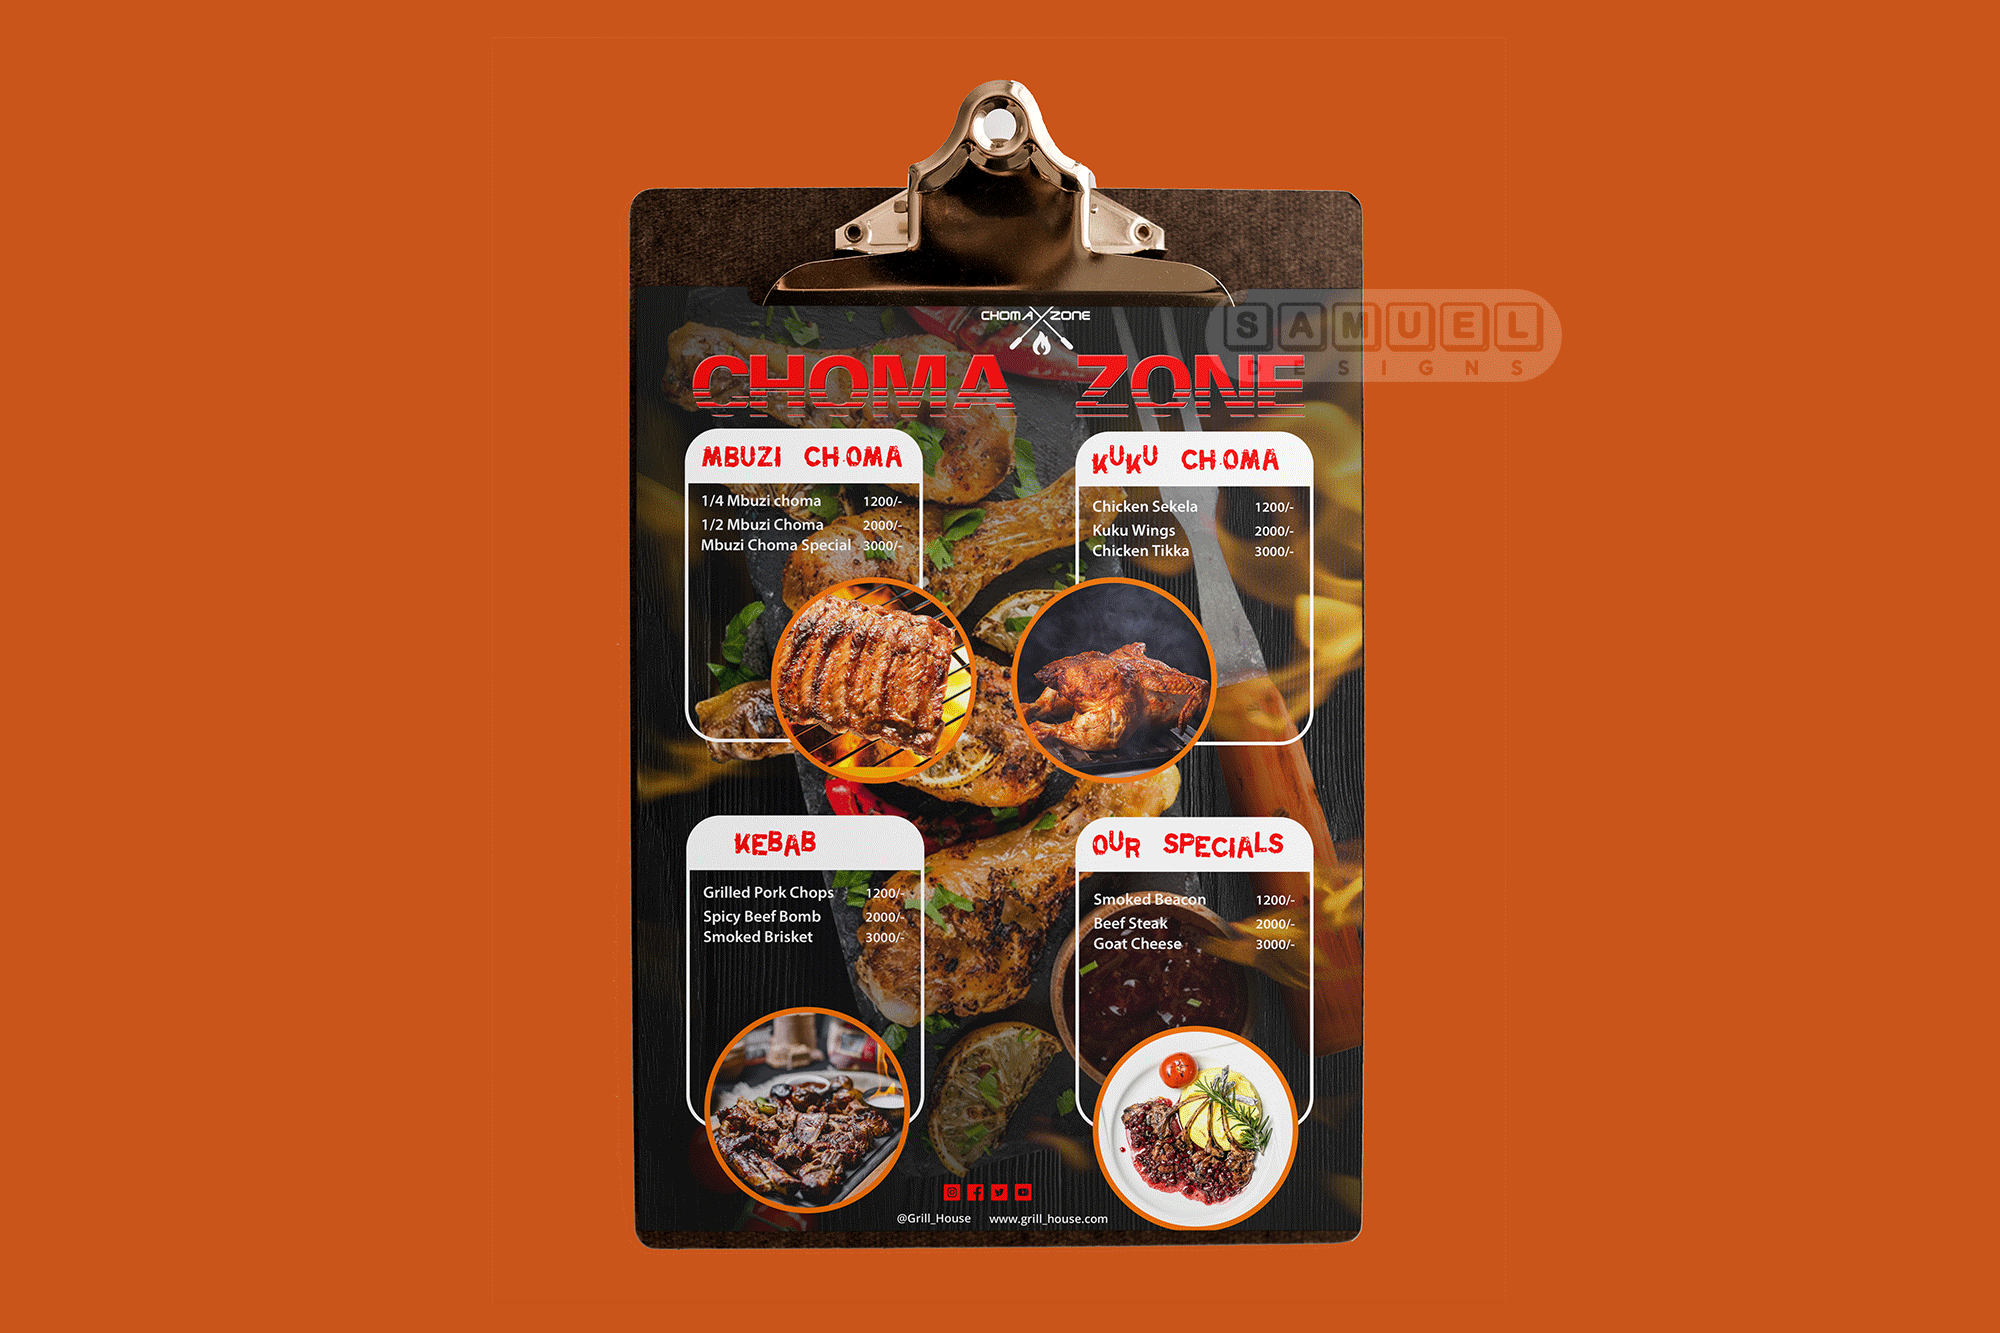 CHOMA ZONE
SAMUEL
DESIGNS
CHOMA ZONE
MBUZI CHOMA
1/4 Mbuzi choma 1200/-
1/2 Mbuzi Choma 2000/-
Mbuzi Choma Special 3000/-
KUKU CHOMA
Chicken Sekela 1200/-
Kuku Wings 2000/-
Chicken Tikka 3000/-
KEBAB
Grilled Pork Chops 1200/-
Spicy Beef Bomb 2000/-
Smoked Brisket 3000/-
OUR SPECIALS
Smoked Beacon 1200/-
Beef Steak 2000/-
Goat Cheese 3000/-
@Grill_House www.grill_house.com